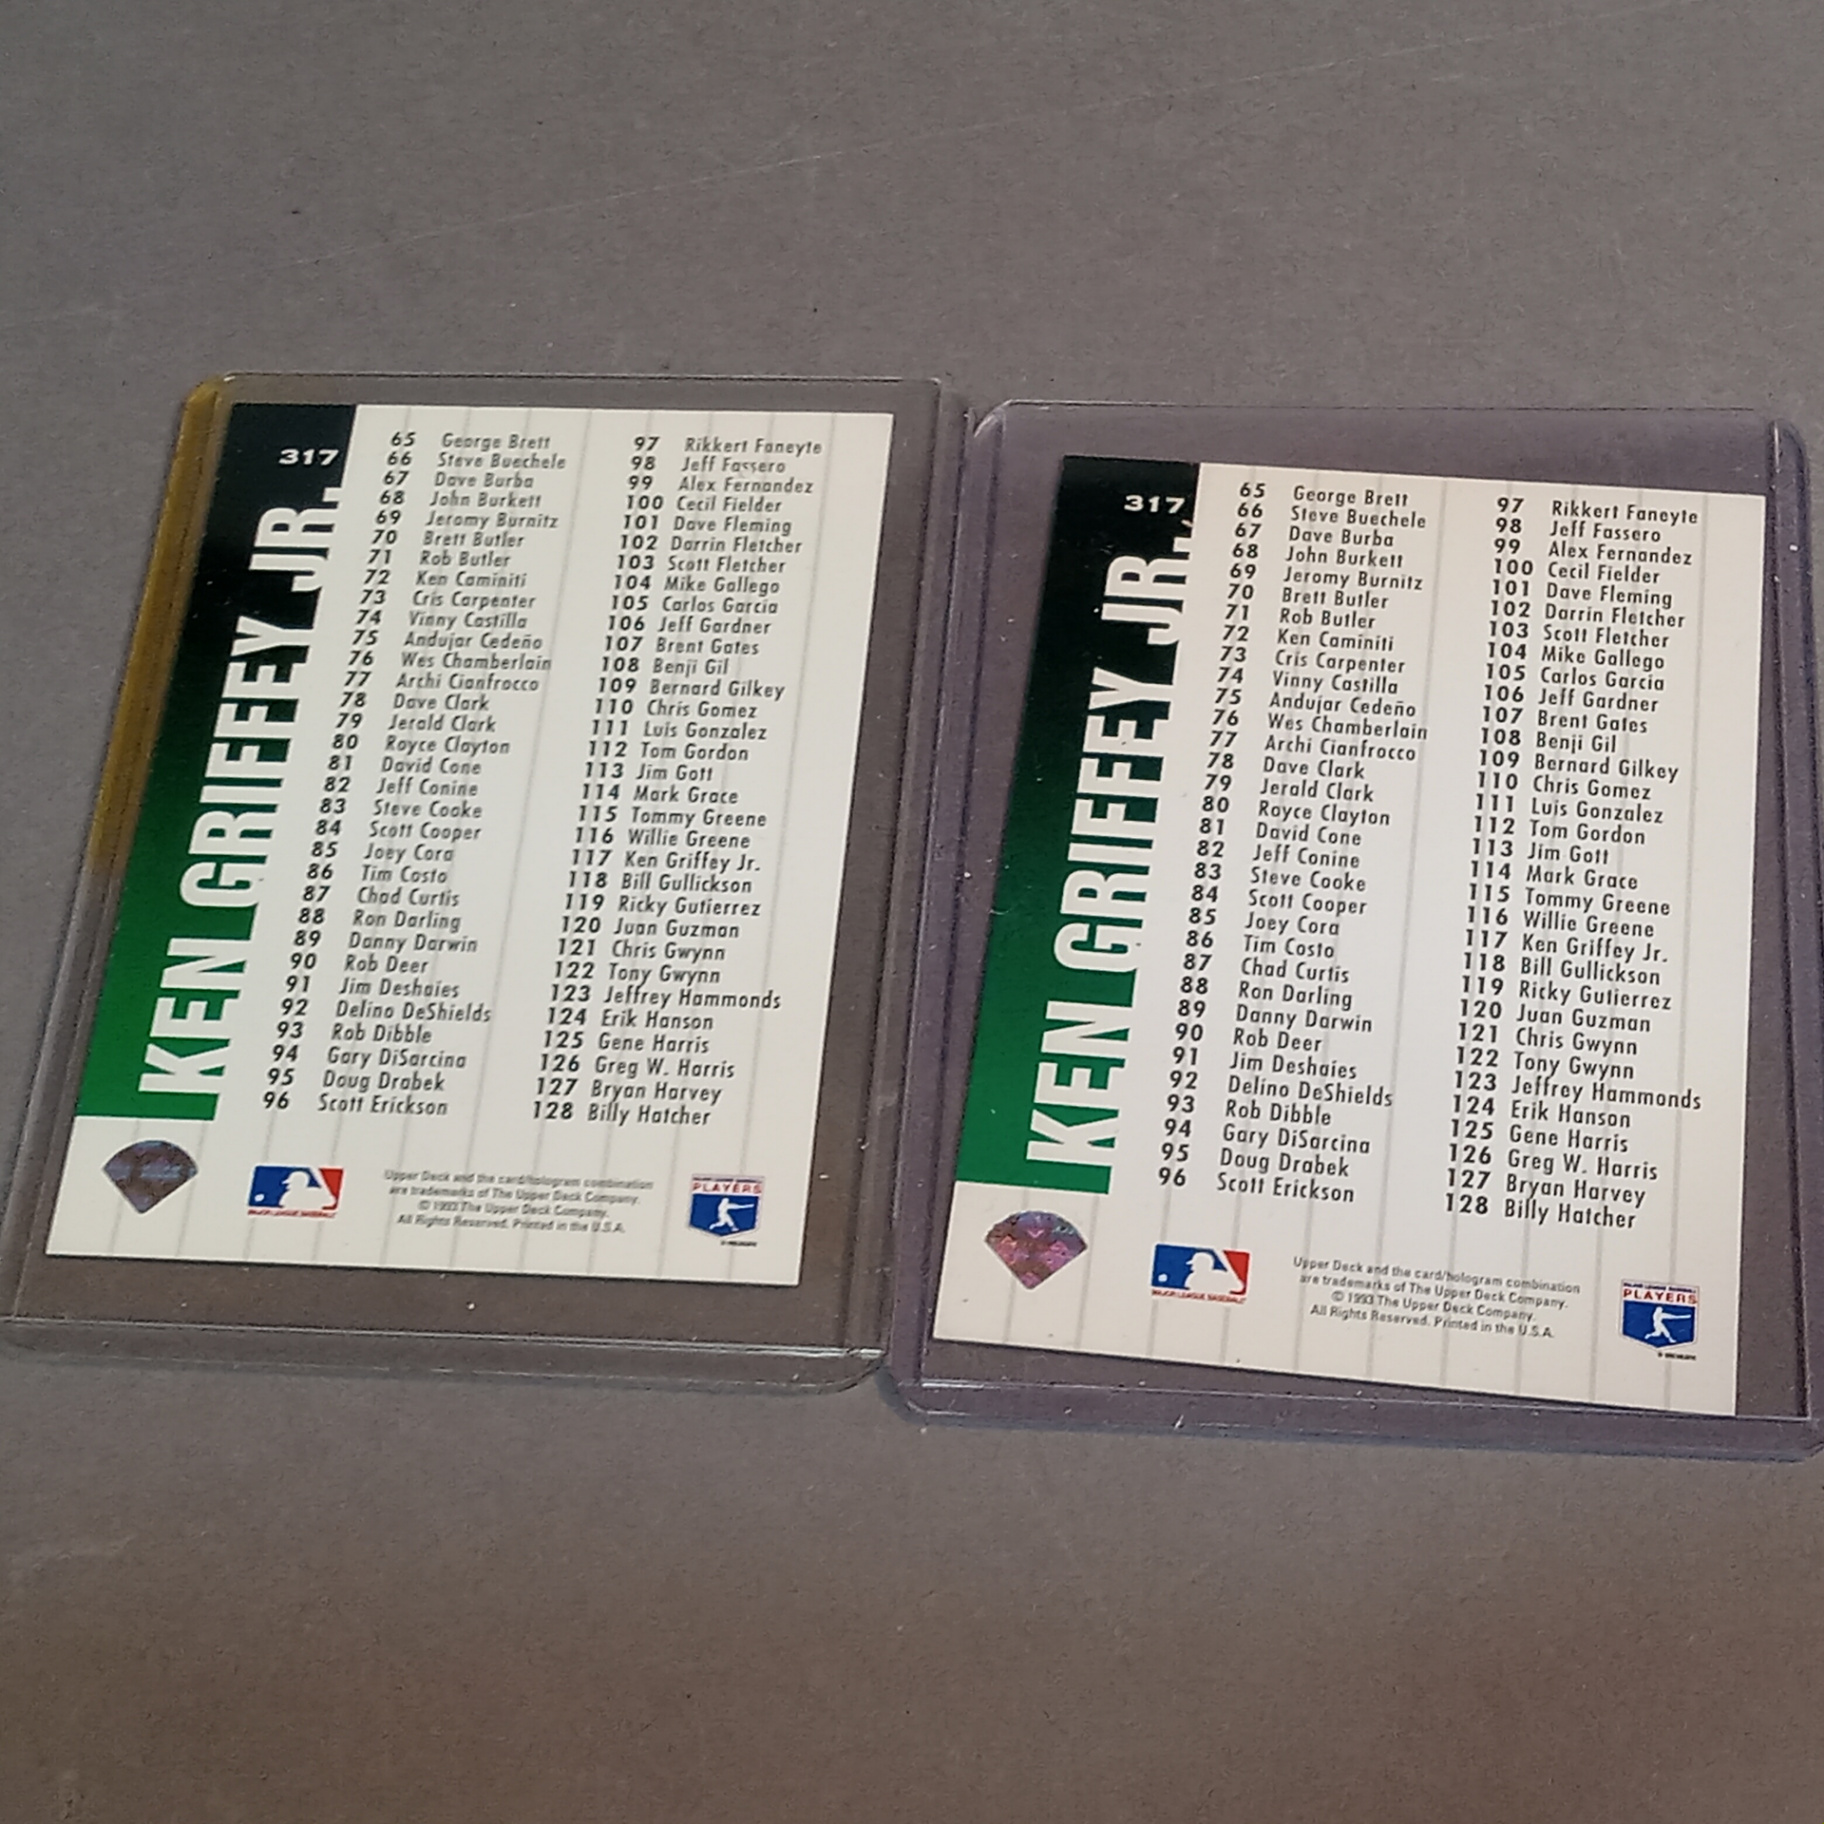 317
KEN GRIFFEY JR.
65 George Brett
66 Steve Buechele
67 Dave Burba
68 John Burkett
69 Jeromy Burnitz
70 Brett Butler
71 Rob Butler
72 Ken Caminiti
73 Cris Carpenter
74 Vinny Castilla
75 Andujar Cedeño
76 Wes Chamberlain
77 Archi Cianfrocco
78 Dave Clark
79 Jerald Clark
80 Royce Clayton
81 David Cone
82 Jeff Conine
83 Steve Cooke
84 Scott Cooper
85 Joey Cora
86 Tim Costo
87 Chad Curtis
88 Ron Darling
89 Danny Darwin
90 Rob Deer
91 Jim Deshaies
92 Delino DeShields
93 Rob Dibble
94 Gary DiSarcina
95 Doug Drabek
96 Scott Erickson
97 Rikkert Faneyte
98 Jeff Fassero
99 Alex Fernandez
100 Cecil Fielder
101 Dave Fleming
102 Darrin Fletcher
103 Scott Fletcher
104 Mike Gallego
105 Carlos Garcia
106 Jeff Gardner
107 Brent Gates
108 Benji Gil
109 Bernard Gilkey
110 Chris Gomez
111 Luis Gonzalez
112 Tom Gordon
113 Jim Gott
114 Mark Grace
115 Tommy Greene
116 Willie Greene
117 Ken Griffey Jr.
118 Bill Gullickson
119 Ricky Gutierrez
120 Juan Guzman
121 Chris Gwynn
122 Tony Gwynn
123 Jeffrey Hammonds
124 Erik Hanson
125 Gene Harris
126 Greg W. Harris
127 Bryan Harvey
128 Billy Hatcher
MAJOR LEAGUE BASEBALL
Upper Deck and the card/hologram combination
are trademarks of The Upper Deck Company.
© 1993 The Upper Deck Company.
All Rights Reserved. Printed in the U.S.A.
MAJOR LEAGUE BASEBALL
PLAYERS
317
KEN GRIFFEY JR.
65 George Brett
66 Steve Buechele
67 Dave Burba
68 John Burkett
69 Jeromy Burnitz
70 Brett Butler
71 Rob Butler
72 Ken Caminiti
73 Cris Carpenter
74 Vinny Castilla
75 Andujar Cedeño
76 Wes Chamberlain
77 Archi Cianfrocco
78 Dave Clark
79 Jerald Clark
80 Royce Clayton
81 David Cone
82 Jeff Conine
83 Steve Cooke
84 Scott Cooper
85 Joey Cora
86 Tim Costo
87 Chad Curtis
88 Ron Darling
89 Danny Darwin
90 Rob Deer
91 Jim Deshaies
92 Delino DeShields
93 Rob Dibble
94 Gary DiSarcina
95 Doug Drabek
96 Scott Erickson
97 Rikkert Faneyte
98 Jeff Fassero
99 Alex Fernandez
100 Cecil Fielder
101 Dave Fleming
102 Darrin Fletcher
103 Scott Fletcher
104 Mike Gallego
105 Carlos Garcia
106 Jeff Gardner
107 Brent Gates
108 Benji Gil
109 Bernard Gilkey
110 Chris Gomez
111 Luis Gonzalez
112 Tom Gordon
113 Jim Gott
114 Mark Grace
115 Tommy Greene
116 Willie Greene
117 Ken Griffey Jr.
118 Bill Gullickson
119 Ricky Gutierrez
120 Juan Guzman
121 Chris Gwynn
122 Tony Gwynn
123 Jeffrey Hammonds
124 Erik Hanson
125 Gene Harris
126 Greg W. Harris
127 Bryan Harvey
128 Billy Hatcher
MAJOR LEAGUE BASEBALL
Upper Deck and the card/hologram combination
are trademarks of The Upper Deck Company.
© 1993 The Upper Deck Company.
All Rights Reserved. Printed in the U.S.A.
MAJOR LEAGUE BASEBALL
PLAYERS